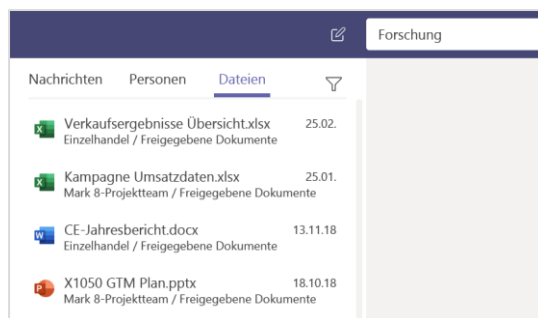 Forschung
Nachrichten Personen Dateien
Verkaufsergebnisse Übersicht.xlsx 25.02.
Einzelhandel / Freigegebene Dokumente
Kampagne Umsatzdaten.xlsx 25.01.
Mark 8-Projektteam / Freigegebene Dokumente
CE-Jahresbericht.docx 13.11.18
Einzelhandel / Freigegebene Dokumente
X1050 GTM Plan.pptx 18.10.18
Mark 8-Projektteam / Freigegebene Dokumente